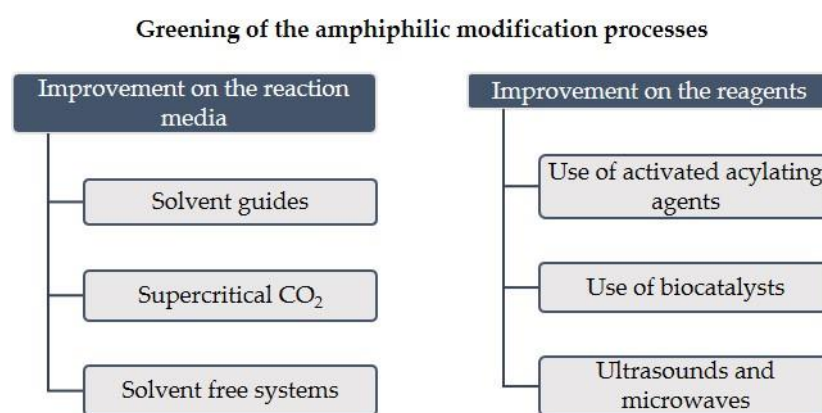 Greening of the amphiphilic modification processes
Improvement on the reaction
media
Solvent guides
Supercritical CO₂
Solvent free systems
Improvement on the reagents
Use of activated acylating
agents
Use of biocatalysts
Ultrasounds and
microwaves